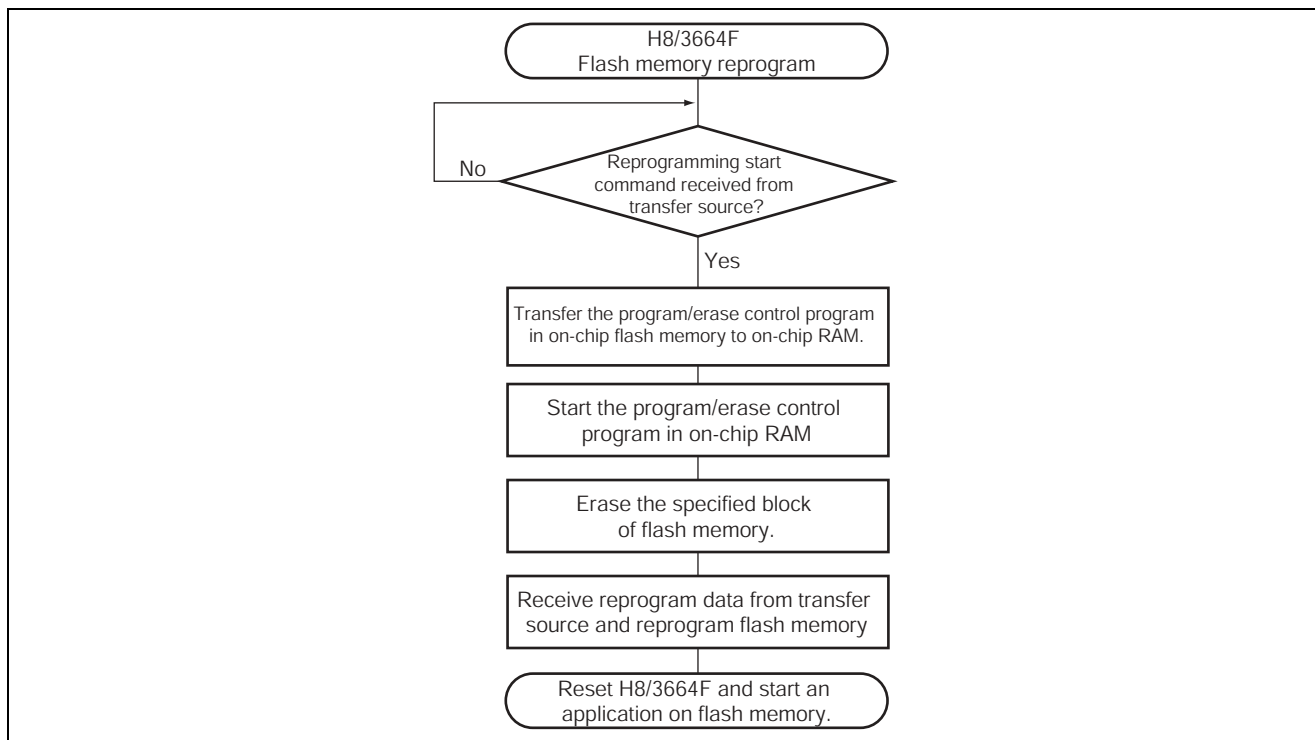 H8/3664F
Flash memory reprogram
Reprogramming start
command received from
transfer source?
No
Yes
Transfer the program/erase control program
in on-chip flash memory to on-chip RAM.
Start the program/erase control
program in on-chip RAM
Erase the specified block
of flash memory.
Receive reprogram data from transfer
source and reprogram flash memory
Reset H8/3664F and start an
application on flash memory.